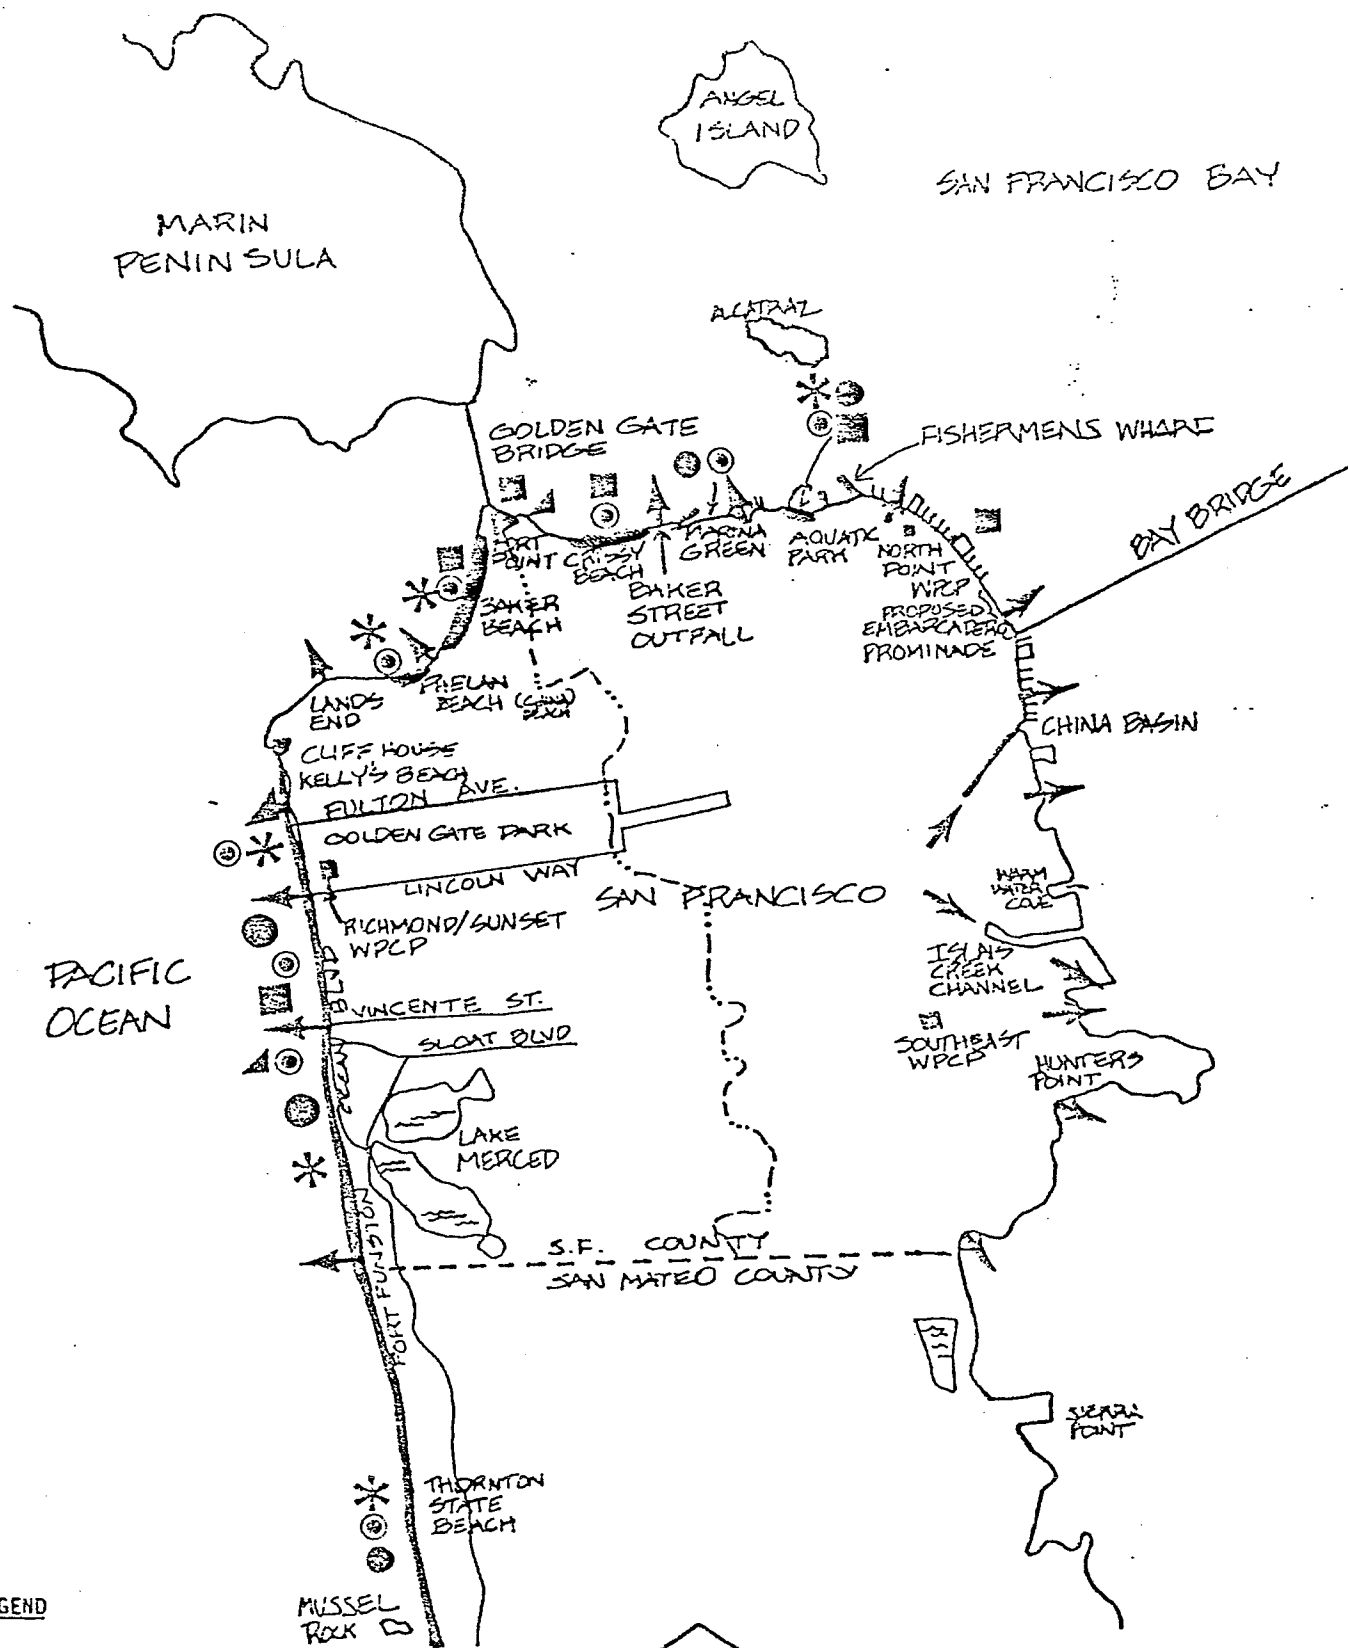 ANGEL
ISLAND
SAN FRANCISCO BAY
MARIN
PENINSULA
ALCATRAZ
GOLDEN GATE
BRIDGE
FISHERMENS WHARF
BAY BRIDGE
POINT
CRISSY
BEACH
MARINA
GREEN
AQUATIC
PARK
NORTH
POINT
WPCP
BAKER
STREET
OUTFALL
PROPOSED
EMBARCADERO
PROMINADE
BAKER
BEACH
PHELAN
BEACH (CHINA
BEACH)
LANDS
END
CHINA BASIN
CLIFF HOUSE
KELLY'S BEACH
FULTON AVE.
GOLDEN GATE PARK
LINCOLN WAY
SAN FRANCISCO
WARM
WATER
COVE
RICHMOND/SUNSET
WPCP
PACIFIC
OCEAN
ISLAIS
CREEK
CHANNEL
VINCENTE ST.
SLOAT BLVD
SOUTHEAST
WPCP
HUNTERS
POINT
LAKE
MERCED
FORT FUNSTON
S.F. COUNTY
SAN MATEO COUNTY
SIERRA
POINT
THORNTON
STATE
BEACH
MUSSEL
ROCK
GEND